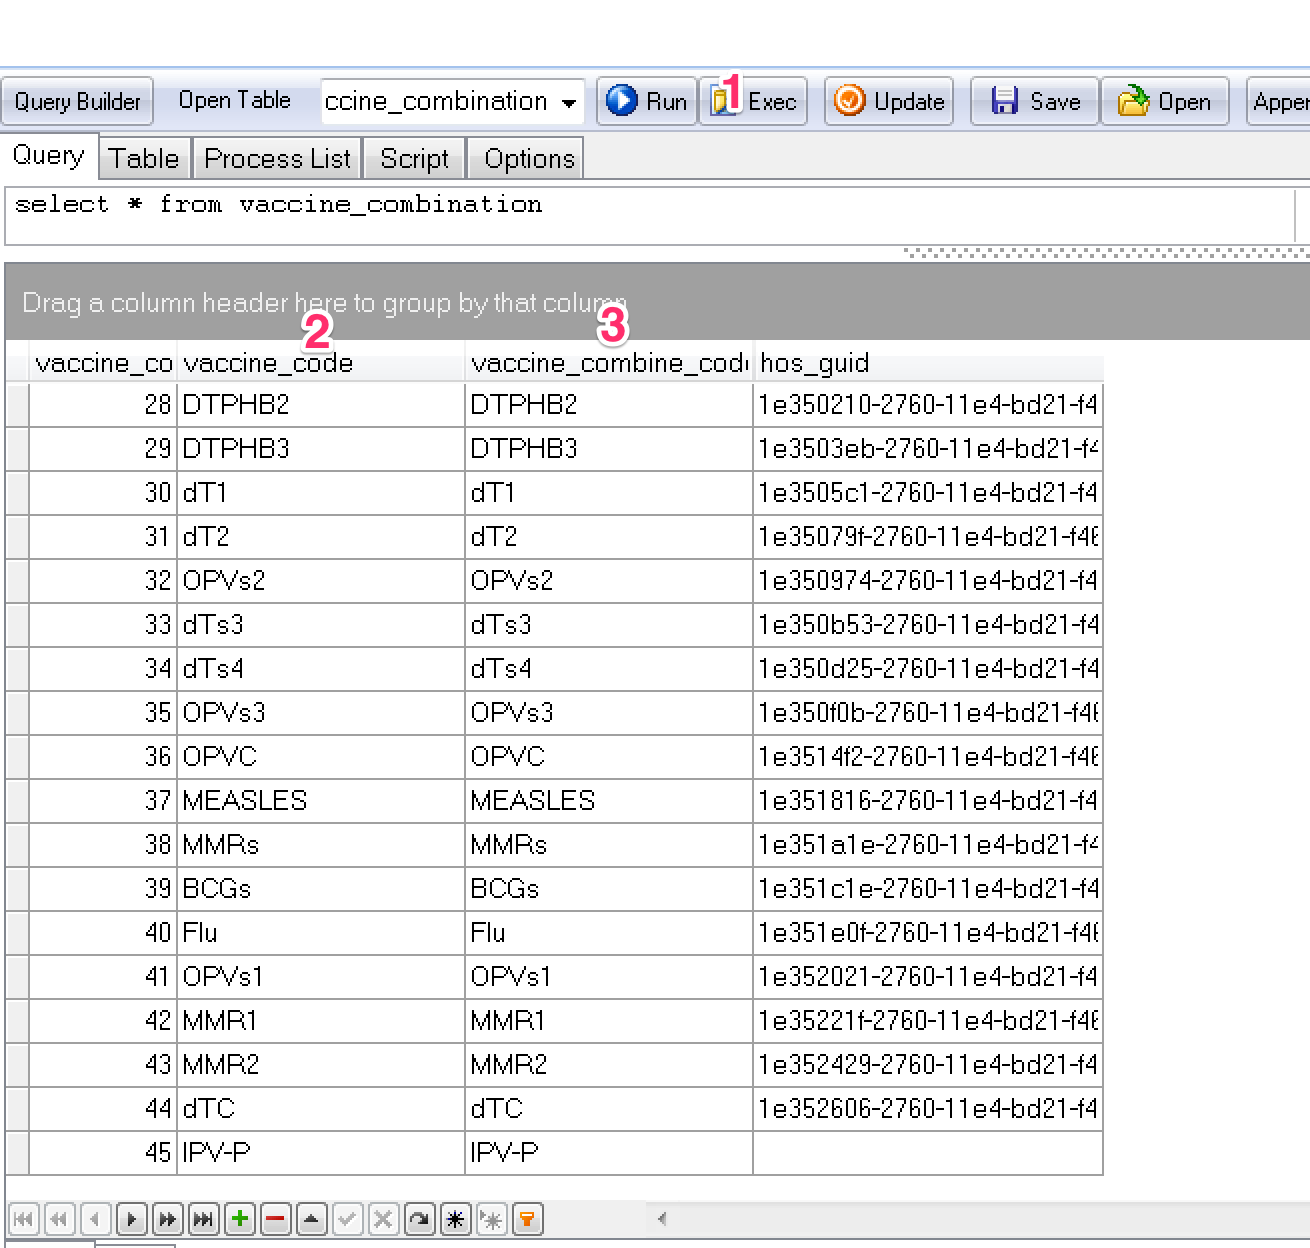 1
Query Builder Open Table ccine_combination Run Exec Update Save Open Apper
Query Table Process List Script Options
select * from vaccine_combination
Drag a column header here to group by that column
2 3
vaccine_co vaccine_code vaccine_combine_cod hos_guid
28 DTPHB2 DTPHB2 1e350210-2760-11e4-bd21-f4
29 DTPHB3 DTPHB3 1e3503eb-2760-11e4-bd21-f4
30 dT1 dT1 1e3505c1-2760-11e4-bd21-f4
31 dT2 dT2 1e35079f-2760-11e4-bd21-f46
32 OPVs2 OPVs2 1e350974-2760-11e4-bd21-f4
33 dTs3 dTs3 1e350b53-2760-11e4-bd21-f4
34 dTs4 dTs4 1e350d25-2760-11e4-bd21-f4
35 OPVs3 OPVs3 1e350f0b-2760-11e4-bd21-f46
36 OPVC OPVC 1e3514f2-2760-11e4-bd21-f46
37 MEASLES MEASLES 1e351816-2760-11e4-bd21-f4
38 MMRs MMRs 1e351a1e-2760-11e4-bd21-f4
39 BCGs BCGs 1e351c1e-2760-11e4-bd21-f4
40 Flu Flu 1e351e0f-2760-11e4-bd21-f46
41 OPVs1 OPVs1 1e352021-2760-11e4-bd21-f4
42 MMR1 MMR1 1e35221f-2760-11e4-bd21-f46
43 MMR2 MMR2 1e352429-2760-11e4-bd21-f4
44 dTC dTC 1e352606-2760-11e4-bd21-f4
45 IPV-P IPV-P